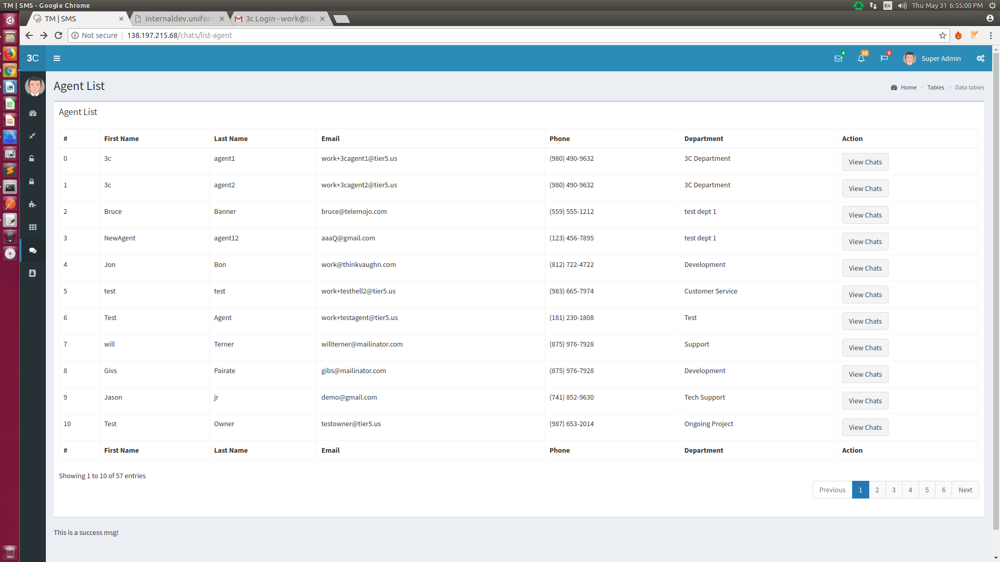 TM | SMS - Google Chrome
En
Thu May 31 6:55:00 PM
TM | SMS
internaldev.uniforn
3c Login - work@tie
Not secure
138.197.215.68/chats/list-agent
3C
4
10
9
Super Admin
Agent List
Home > Tables > Data tables
Agent List
# First Name Last Name Email Phone Department Action
0 3c agent1 work+3cagent1@tier5.us (980) 490-9632 3C Department View Chats
1 3c agent2 work+3cagent2@tier5.us (980) 490-9632 3C Department View Chats
2 Bruce Banner bruce@telemojo.com (559) 555-1212 test dept 1 View Chats
3 NewAgent agent12 aaaQ@gmail.com (123) 456-7895 test dept 1 View Chats
4 Jon Bon work@thinkvaughn.com (812) 722-4722 Development View Chats
5 test test work+testhell2@tier5.us (983) 665-7974 Customer Service View Chats
6 Test Agent work+testagent@tier5.us (181) 230-1808 Test View Chats
7 will Terner willterner@mailinator.com (875) 976-7928 Support View Chats
8 Givs Pairate gibs@mailinator.com (875) 976-7928 Development View Chats
9 Jason jr demo@gmail.com (741) 852-9630 Tech Support View Chats
10 Test Owner testowner@tier5.us (987) 653-2014 Ongoing Project View Chats
# First Name Last Name Email Phone Department Action
Showing 1 to 10 of 57 entries
Previous 1 2 3 4 5 6 Next
This is a success msg!